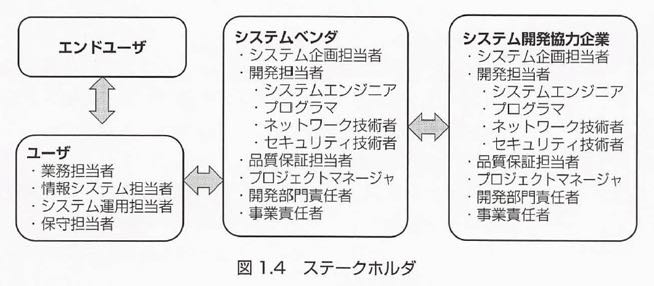 エンドユーザ
ユーザ
・業務担当者
・情報システム担当者
・システム運用担当者
・保守担当者
システムベンダ
・システム企画担当者
・開発担当者
・システムエンジニア
・プログラマ
・ネットワーク技術者
・セキュリティ技術者
・品質保証担当者
・プロジェクトマネージャ
・開発部門責任者
・事業責任者
システム開発協力企業
・システム企画担当者
・開発担当者
・システムエンジニア
・プログラマ
・ネットワーク技術者
・セキュリティ技術者
・品質保証担当者
・プロジェクトマネージャ
・開発部門責任者
・事業責任者
図 1.4 ステークホルダ